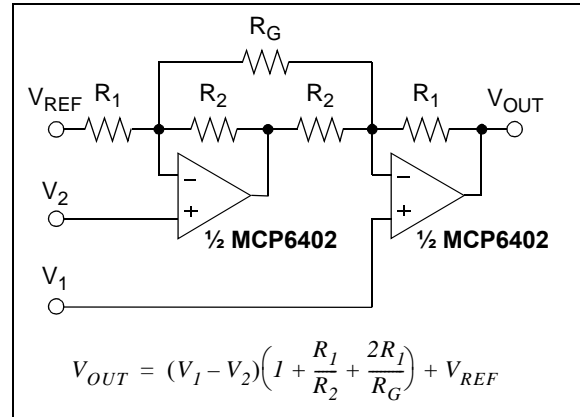 R_G
V_REF R_1 R_2 R_2 R_1 V_OUT
−
−
V_2
+
+
½ MCP6402 ½ MCP6402
V_1
V_OUT = (V_1 – V_2)(1 + R_1/R_2 + 2R_1/R_G) + V_REF